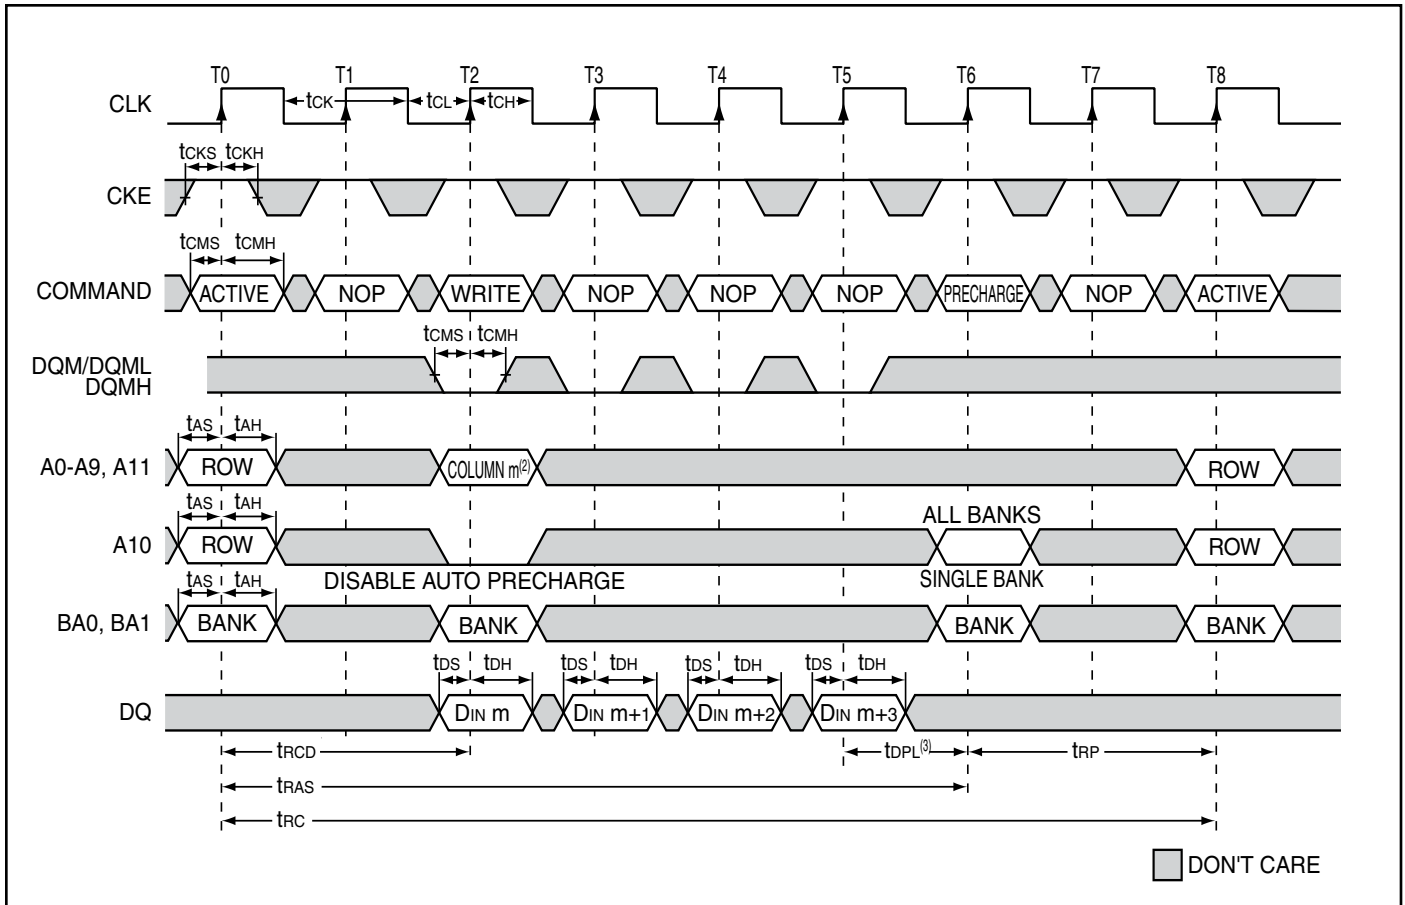 T0 T1 T2 T3 T4 T5 T6 T7 T8
CLK tCK tCL tCH
tCKS tCKH
CKE
tCMS tCMH
COMMAND ACTIVE NOP WRITE NOP NOP NOP PRECHARGE NOP ACTIVE
tCMS tCMH
DQM/DQML
DQMH
tAS tAH
A0-A9, A11 ROW COLUMN m(2) ROW
tAS tAH
ALL BANKS
A10 ROW ROW
DISABLE AUTO PRECHARGE SINGLE BANK
tAS tAH
BA0, BA1 BANK BANK BANK BANK
tDS tDH tDS tDH tDS tDH tDS tDH
DQ DIN m DIN m+1 DIN m+2 DIN m+3
tRCD tDPL(3) tRP
tRAS
tRC
DON'T CARE